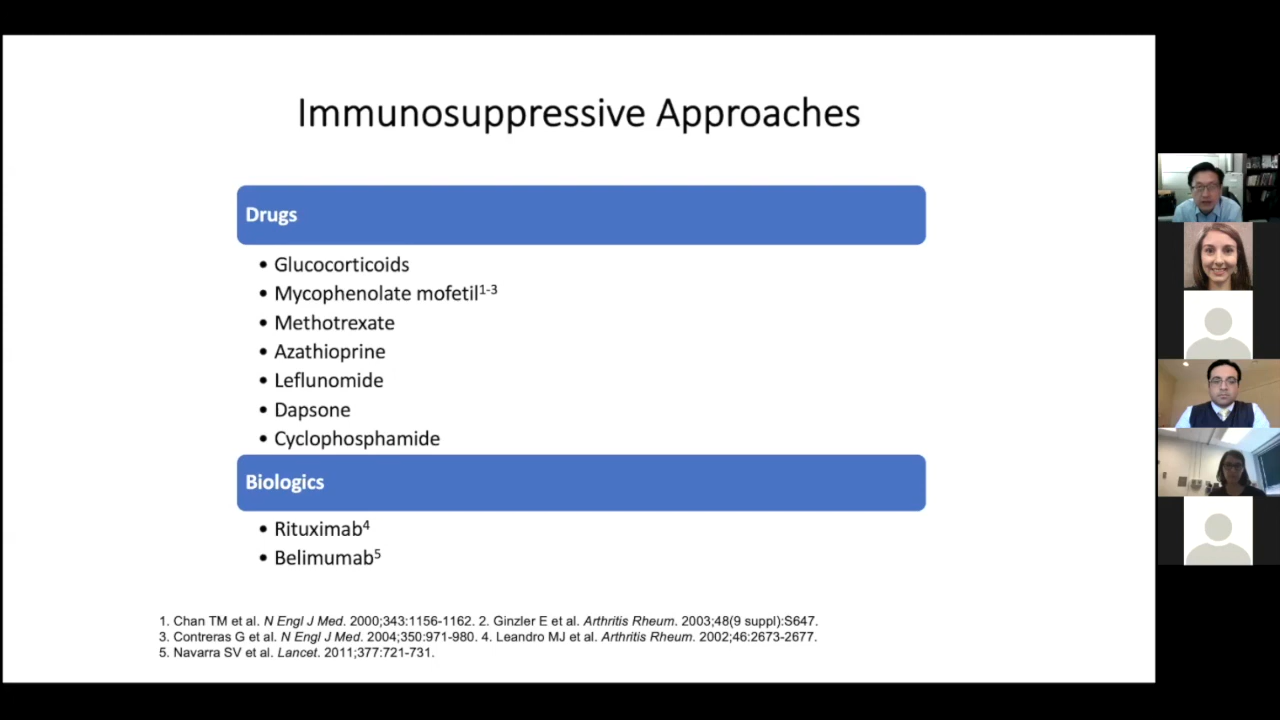 Immunosuppressive Approaches
Drugs
• Glucocorticoids
• Mycophenolate mofetil1-3
• Methotrexate
• Azathioprine
• Leflunomide
• Dapsone
• Cyclophosphamide
Biologics
• Rituximab4
• Belimumab5
1. Chan TM et al. N Engl J Med. 2000;343:1156-1162. 2. Ginzler E et al. Arthritis Rheum. 2003;48(9 suppl):S647.
3. Contreras G et al. N Engl J Med. 2004;350:971-980. 4. Leandro MJ et al. Arthritis Rheum. 2002;46:2673-2677.
5. Navarra SV et al. Lancet. 2011;377:721-731.